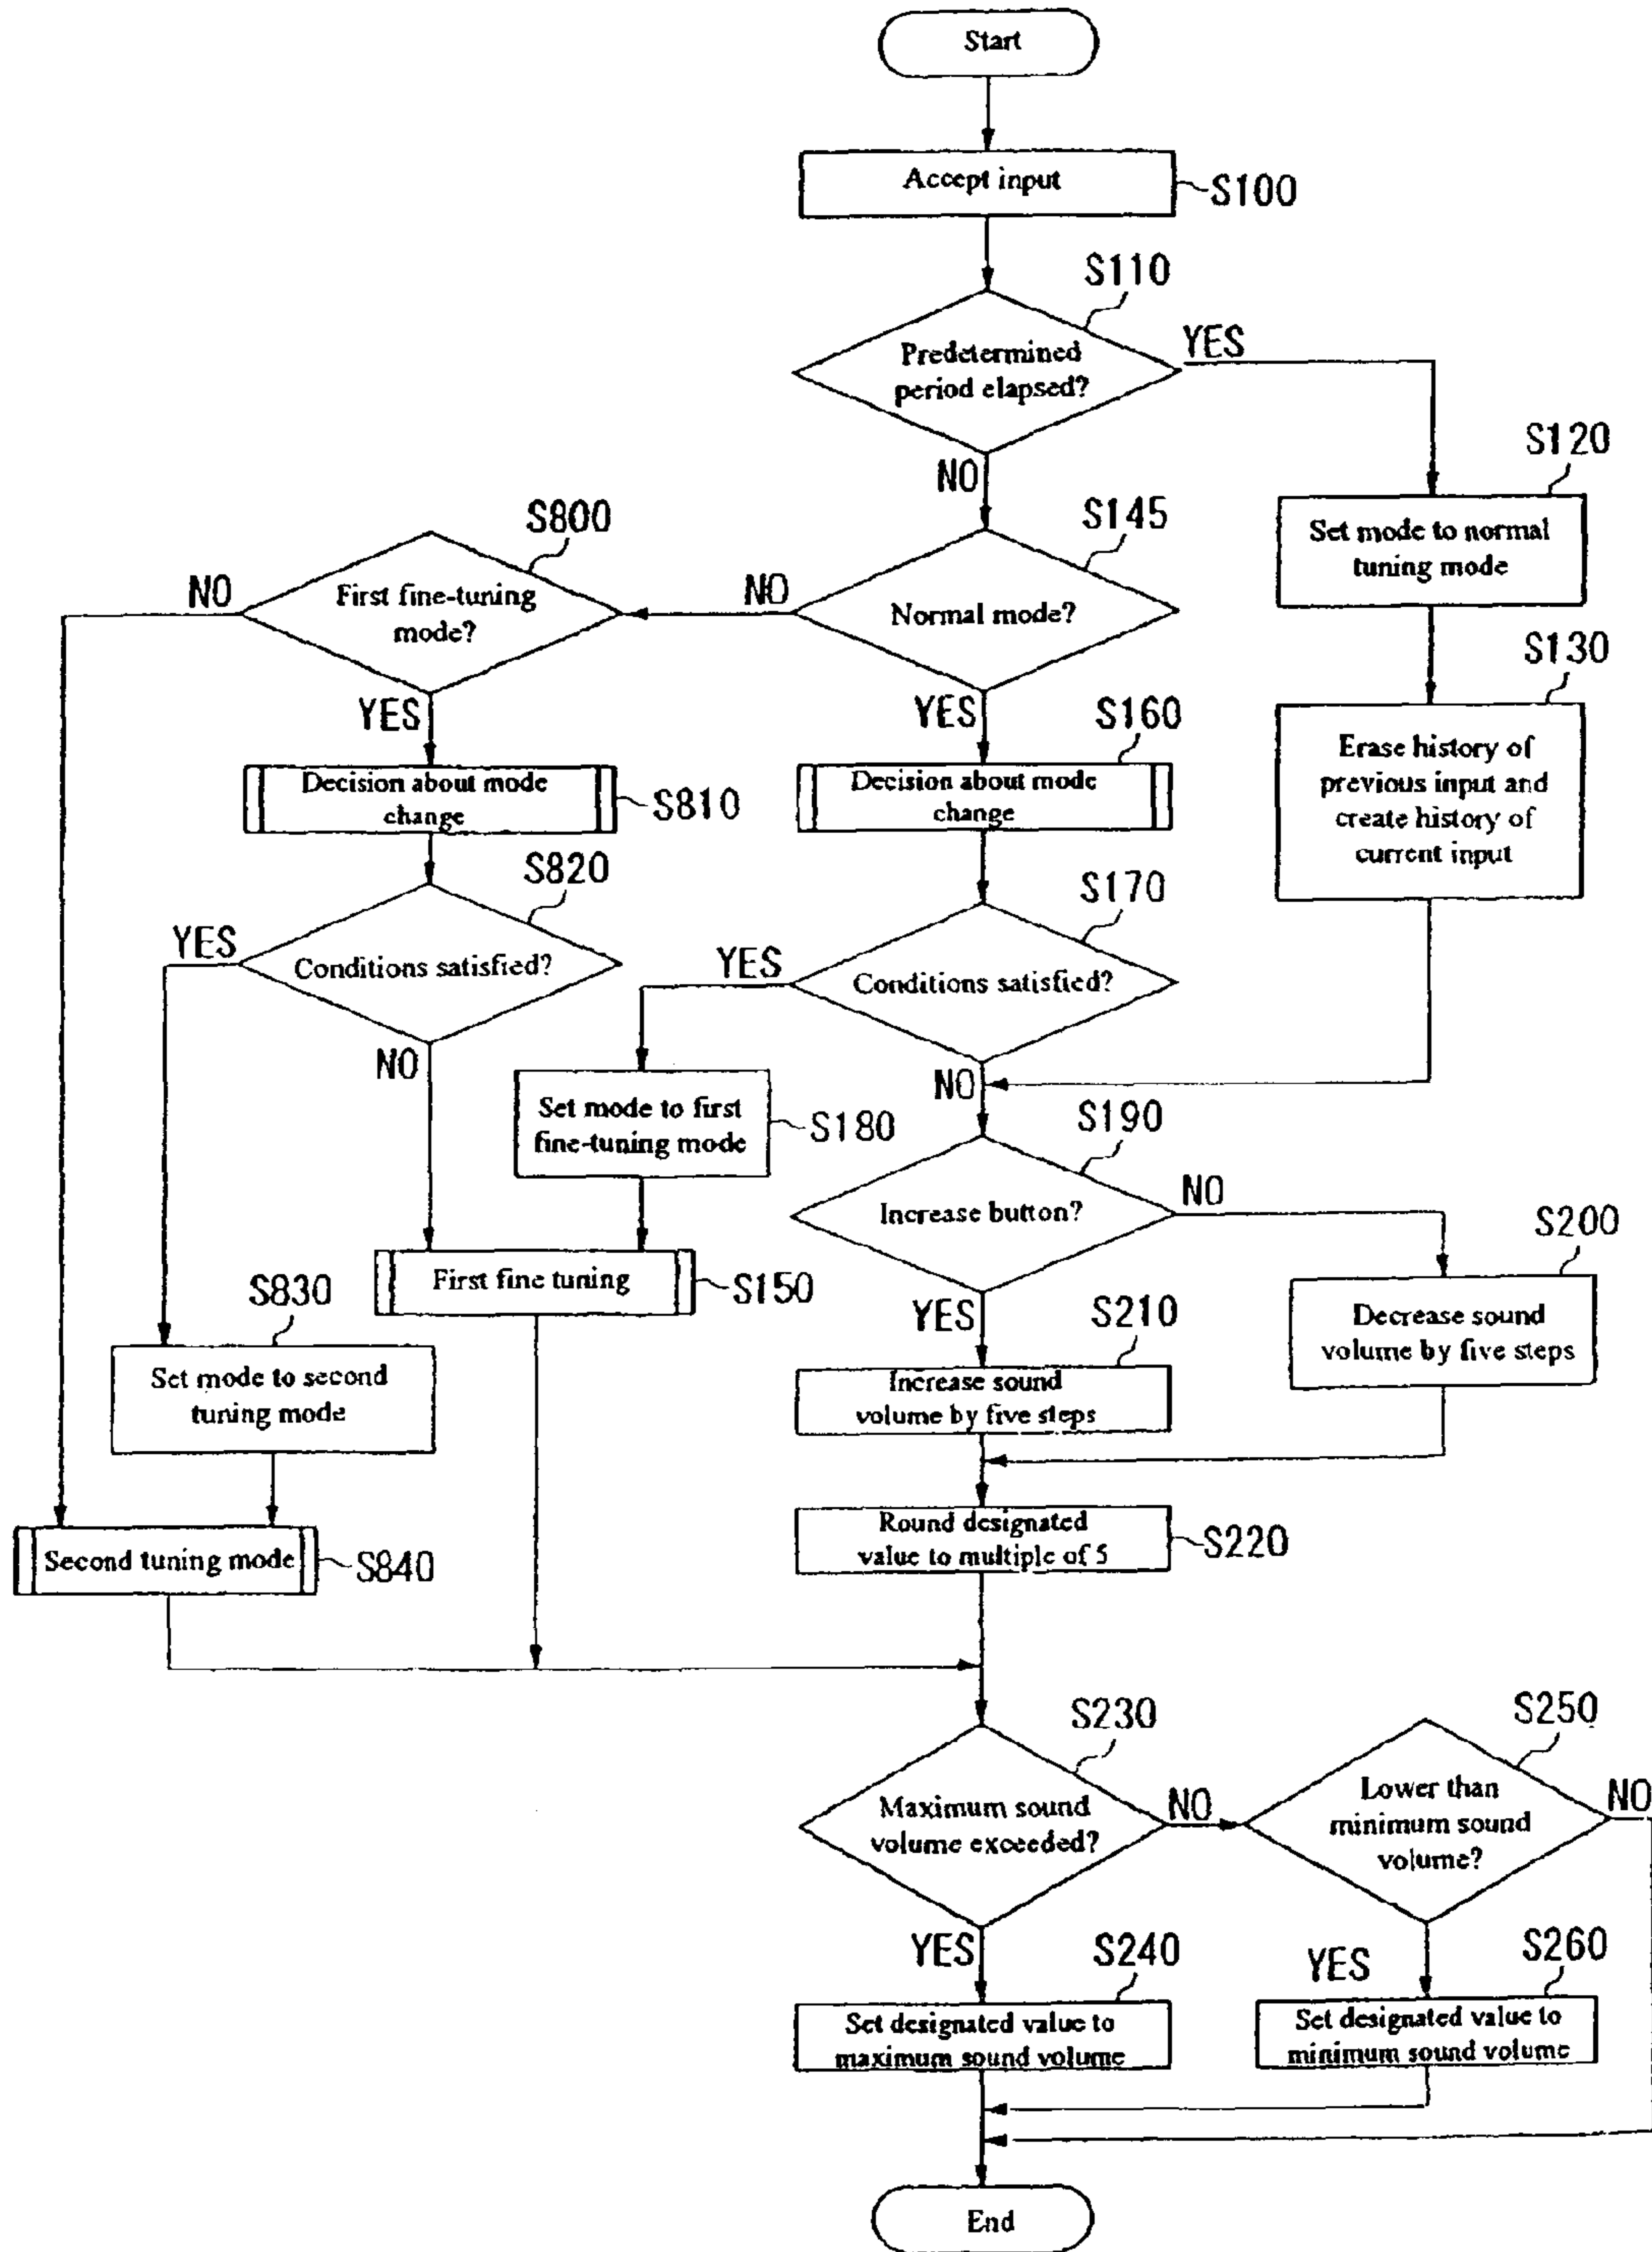 Start
Accept input
S100
S110
Predetermined
period elapsed?
YES
NO
S120
Set mode to normal
tuning mode
S130
Erase history of
previous input and
create history of
current input
S145
Normal mode?
NO
YES
S800
First fine-tuning
mode?
NO
YES
S810
Decision about mode
change
S160
Decision about mode
change
S820
Conditions satisfied?
YES
NO
S170
Conditions satisfied?
YES
NO
Set mode to first
fine-tuning mode
S180
S190
Increase button?
NO
YES
S200
Decrease sound
volume by five steps
First fine tuning
S150
S210
Increase sound
volume by five steps
S830
Set mode to second
tuning mode
Second tuning mode
S840
Round designated
value to multiple of 5
S220
S230
Maximum sound
volume exceeded?
NO
YES
S250
Lower than
minimum sound
volume?
NO
YES
S240
Set designated value to
maximum sound volume
S260
Set designated value to
minimum sound volume
End